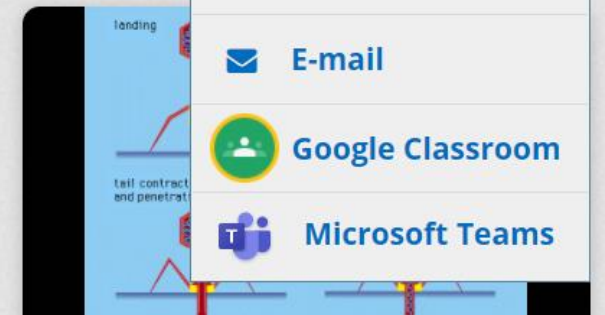 landing
E-mail
Google Classroom
tail contract
and penetrat
T
Microsoft Teams